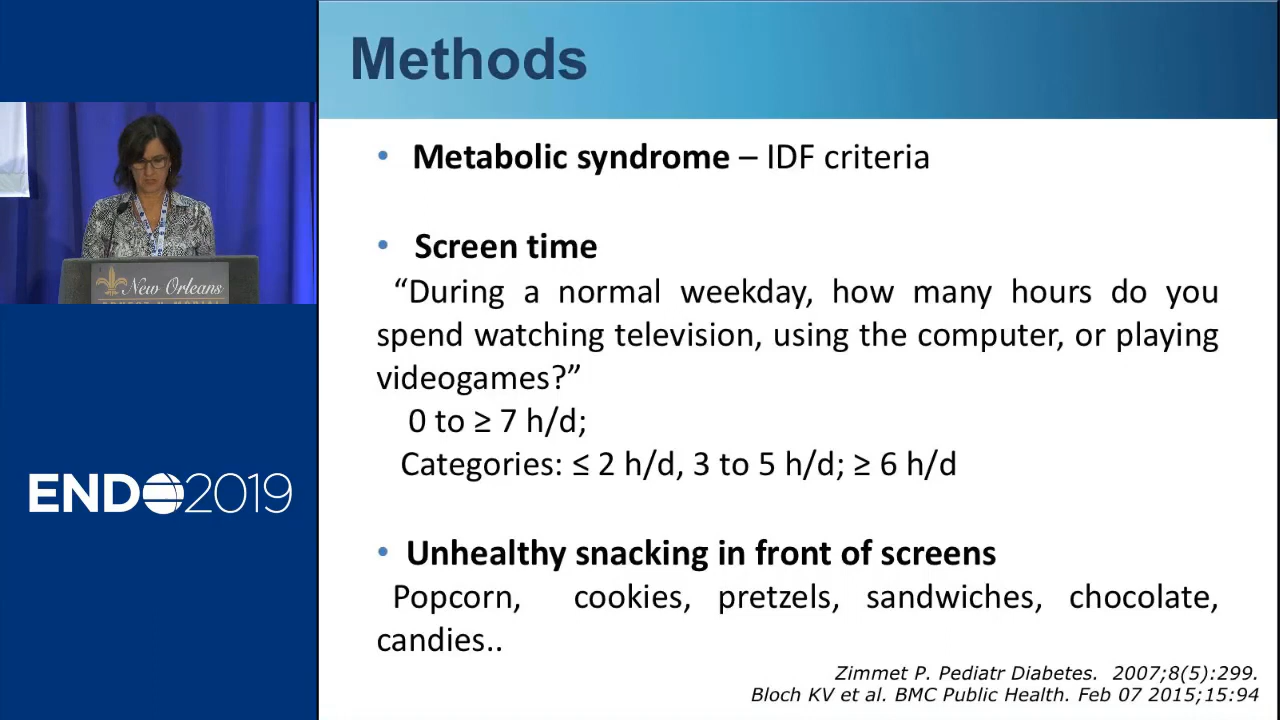 Methods
• Metabolic syndrome – IDF criteria
• Screen time
“During a normal weekday, how many hours do you
spend watching television, using the computer, or playing
videogames?”
0 to ≥ 7 h/d;
Categories: ≤ 2 h/d, 3 to 5 h/d; ≥ 6 h/d
• Unhealthy snacking in front of screens
Popcorn, cookies, pretzels, sandwiches, chocolate,
candies..
Zimmet P. Pediatr Diabetes. 2007;8(5):299.
Bloch KV et al. BMC Public Health. Feb 07 2015;15:94
New Orleans
ENDO2019